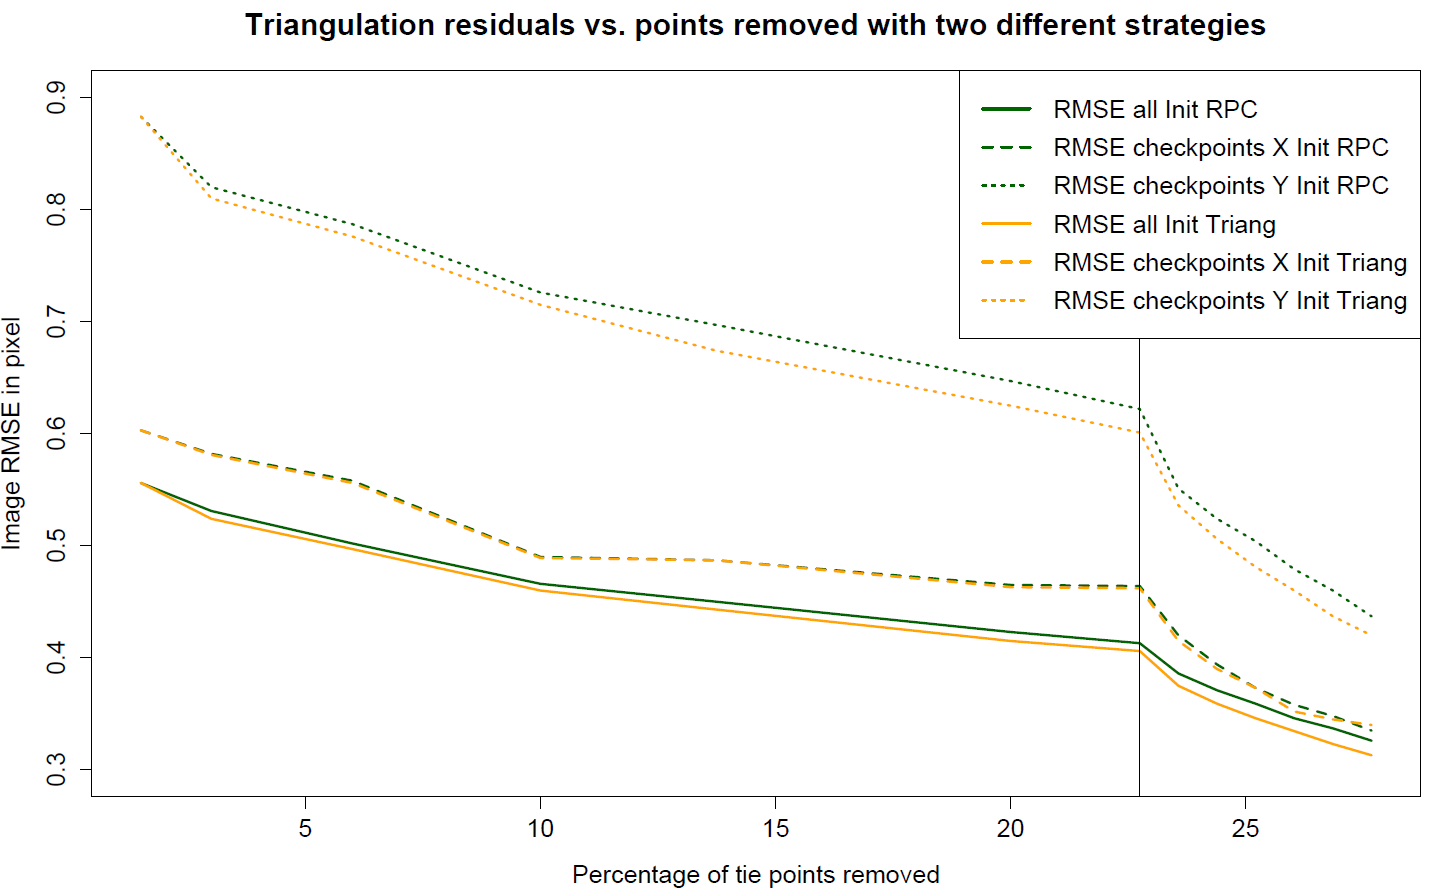 Triangulation residuals vs. points removed with two different strategies
RMSE all Init RPC
RMSE checkpoints X Init RPC
RMSE checkpoints Y Init RPC
RMSE all Init Triang
RMSE checkpoints X Init Triang
RMSE checkpoints Y Init Triang
Image RMSE in pixel
0.9
0.8
0.7
0.6
0.5
0.4
0.3
5 10 15 20 25
Percentage of tie points removed